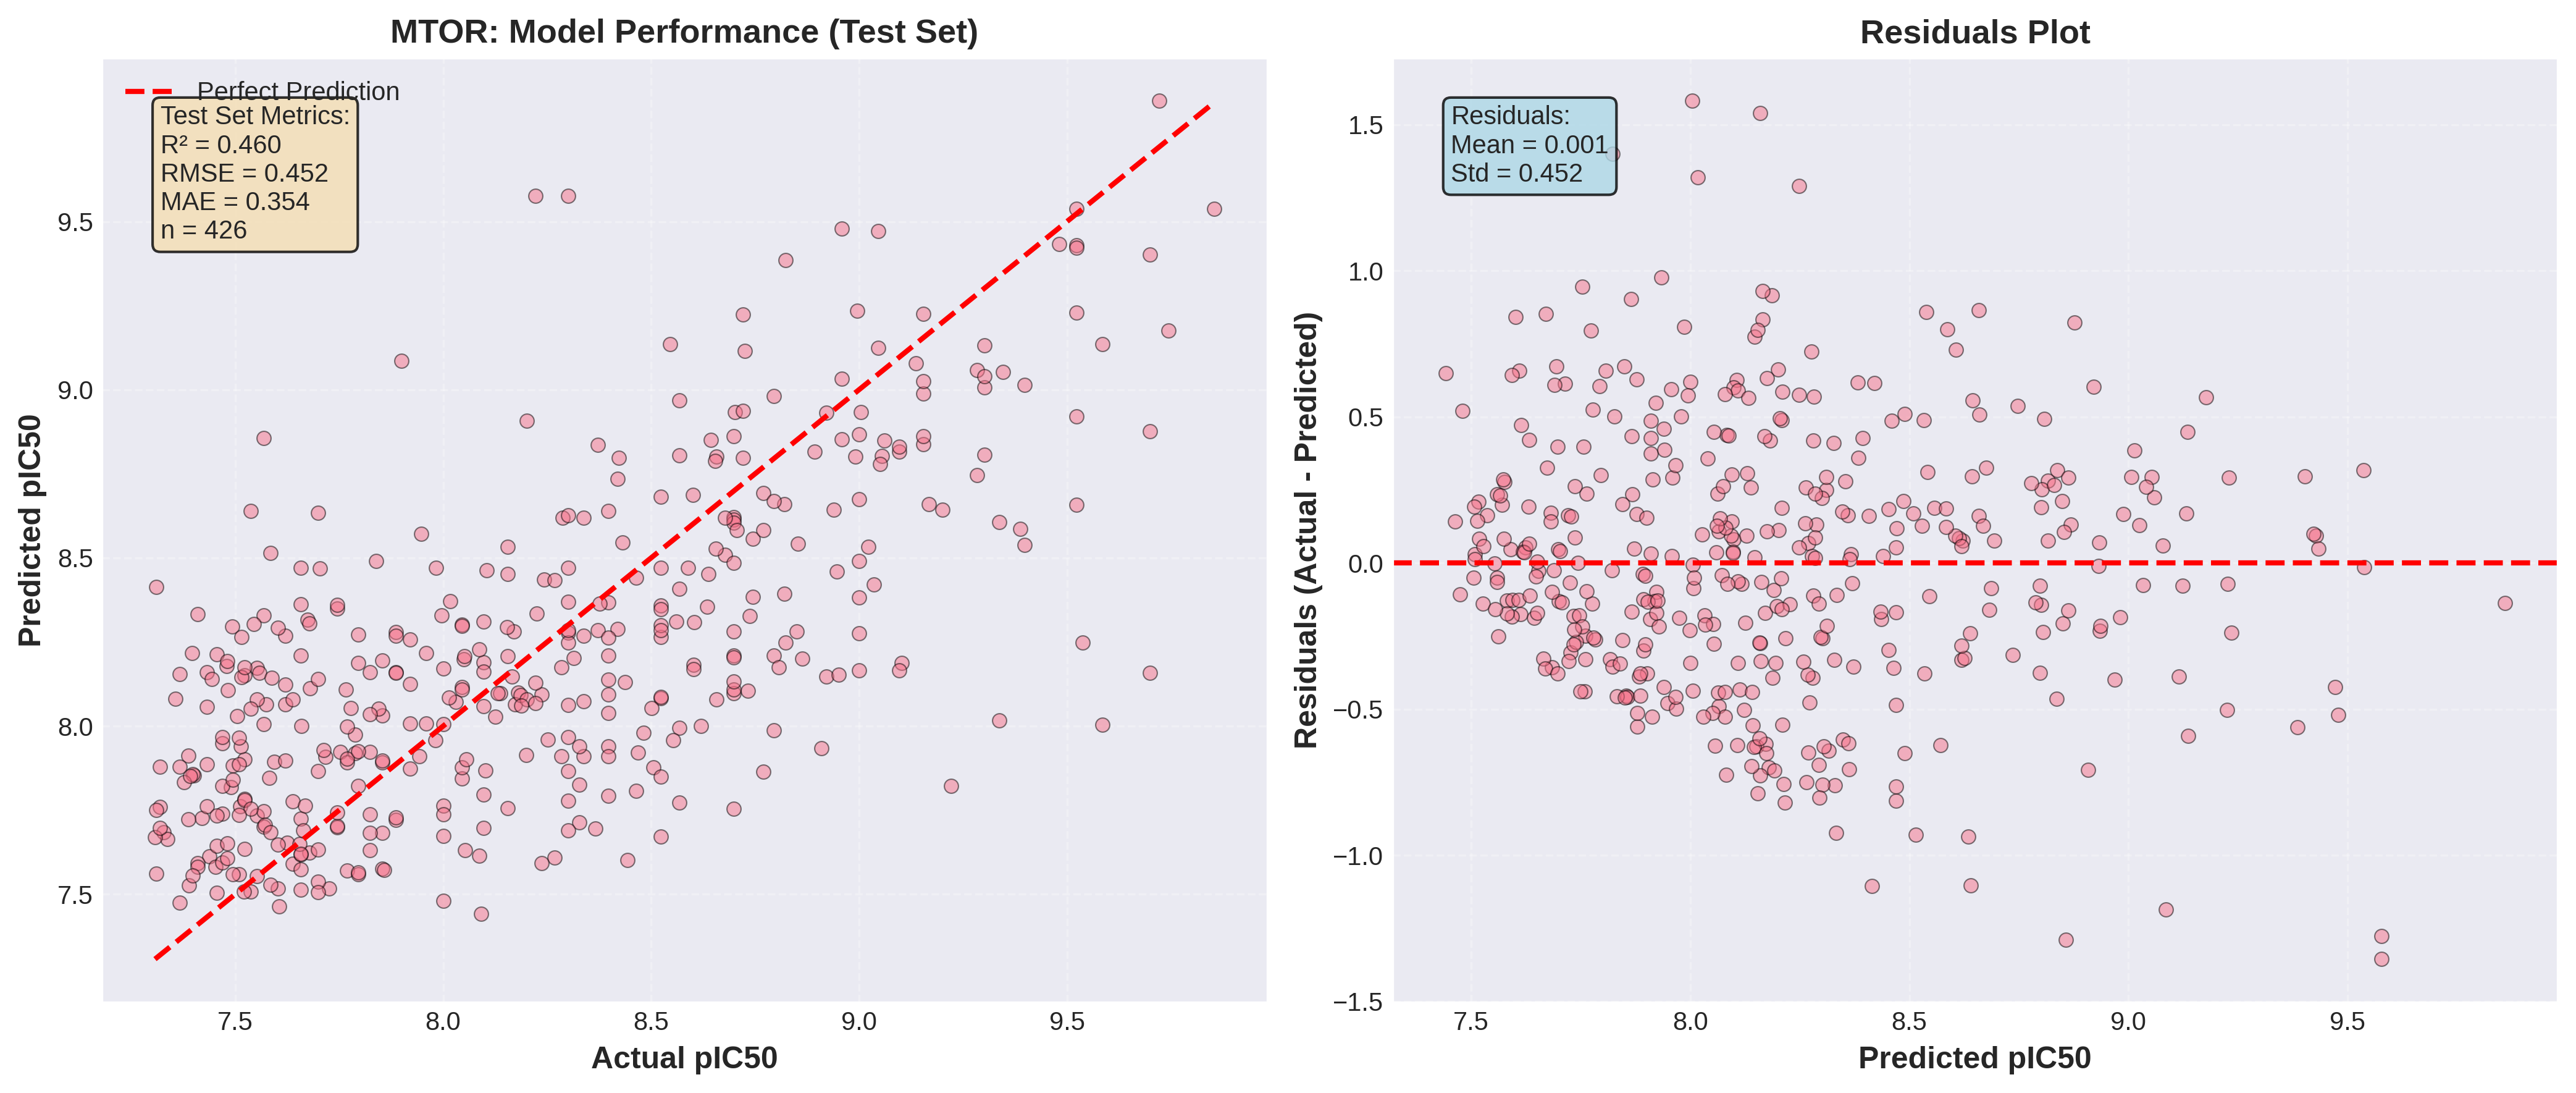 MTOR: Model Performance (Test Set)
Perfect Prediction
Test Set Metrics:
R² = 0.460
RMSE = 0.452
MAE = 0.354
n = 426
Predicted pIC50
9.5
9.0
8.5
8.0
7.5
7.5 8.0 8.5 9.0 9.5
Actual pIC50
Residuals Plot
Residuals:
Mean = 0.001
Std = 0.452
Residuals (Actual - Predicted)
1.5
1.0
0.5
0.0
−0.5
−1.0
−1.5
7.5 8.0 8.5 9.0 9.5
Predicted pIC50